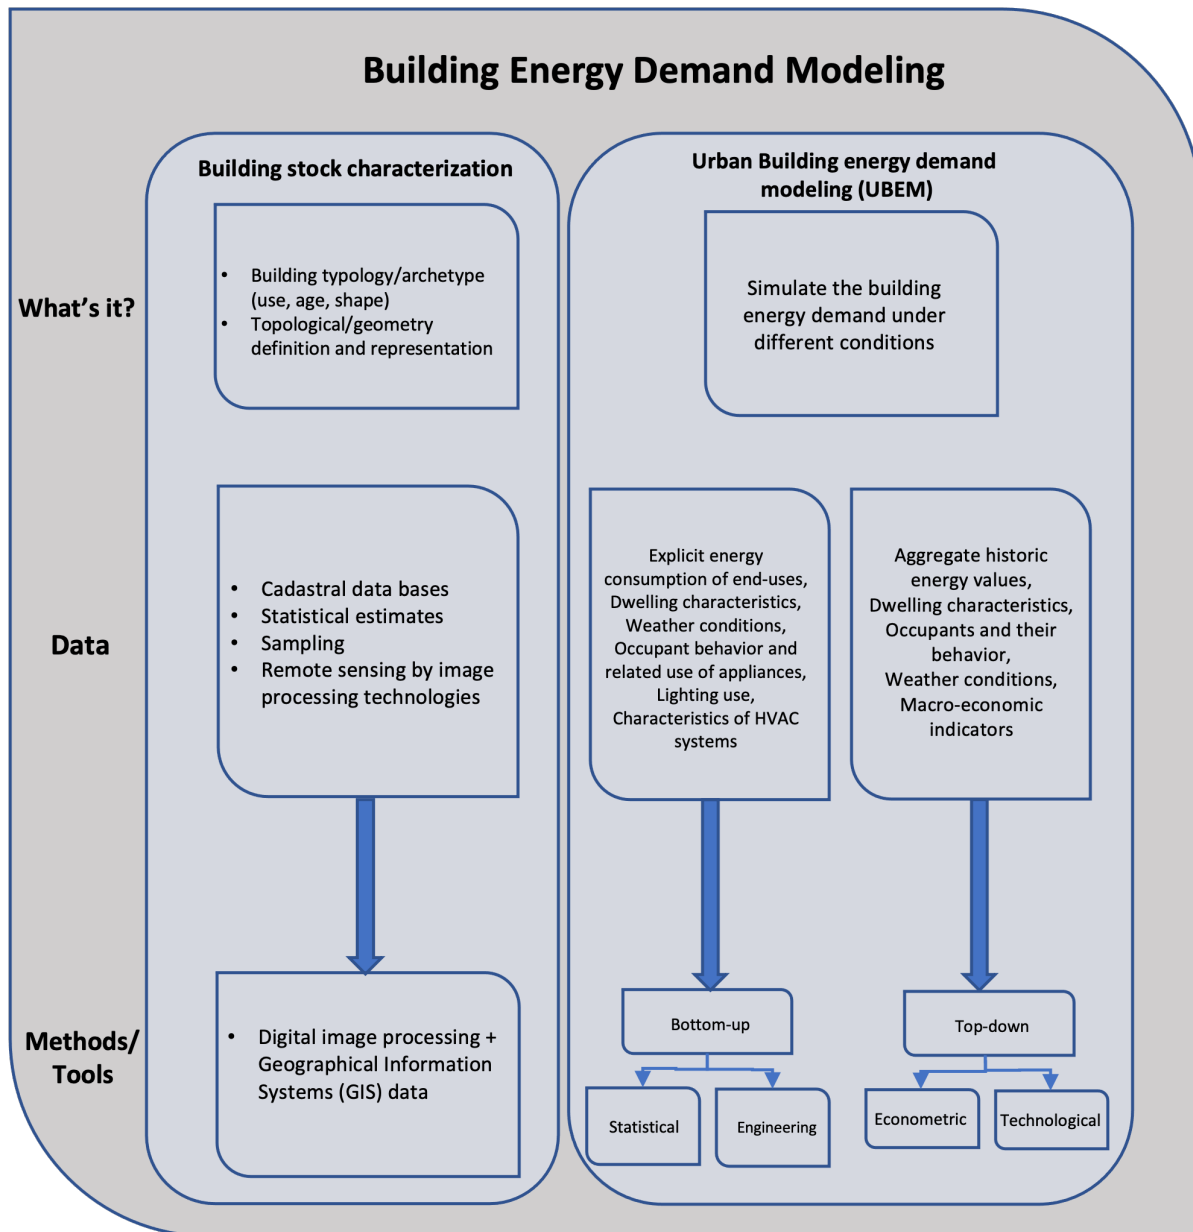 Building Energy Demand Modeling
Building stock characterization
Urban Building energy demand
modeling (UBEM)
What's it?
• Building typology/archetype
(use, age, shape)
• Topological/geometry
definition and representation
Simulate the building
energy demand under
different conditions
Data
• Cadastral data bases
• Statistical estimates
• Sampling
• Remote sensing by image
processing technologies
Explicit energy
consumption of end-uses,
Dwelling characteristics,
Weather conditions,
Occupant behavior and
related use of appliances,
Lighting use,
Characteristics of HVAC
systems
Aggregate historic
energy values,
Dwelling characteristics,
Occupants and their
behavior,
Weather conditions,
Macro-economic
indicators
Methods/
Tools
• Digital image processing +
Geographical Information
Systems (GIS) data
Bottom-up
Statistical
Engineering
Top-down
Econometric
Technological